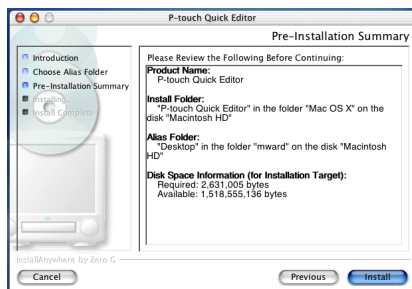 P-touch Quick Editor
Pre-Installation Summary
Introduction
Choose Alias Folder
Pre-Installation Summary
Installing...
Install Complete
Please Review the Following Before Continuing:
Product Name:
P-touch Quick Editor
Install Folder:
"P-touch Quick Editor" in the folder "Mac OS X" on the
disk "Macintosh HD"
Alias Folder:
"Desktop" in the folder "mward" on the disk "Macintosh
HD"
Disk Space Information (for Installation Target):
Required: 2,631,005 bytes
Available: 1,518,555,136 bytes
InstallAnywhere by Zero G
Cancel
Previous
Install